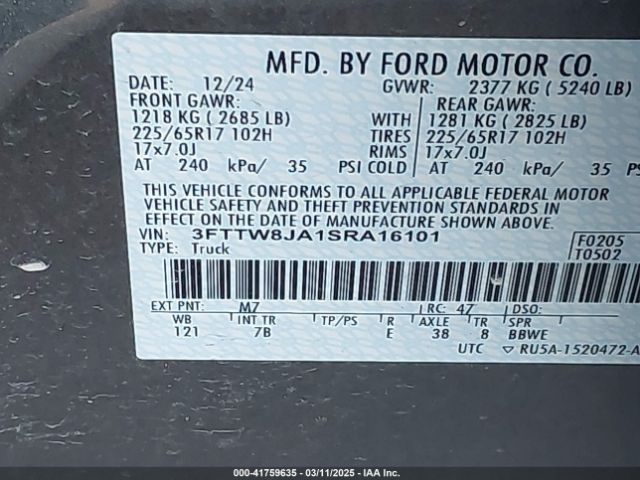 MFD. BY FORD MOTOR CO.
DATE: 12/24 GVWR: 2377 KG ( 5240 LB)
FRONT GAWR: REAR GAWR:
1218 KG ( 2685 LB) WITH 1281 KG ( 2825 LB)
225/65R17 102H TIRES 225/65R17 102H
17x7.0J RIMS 17x7.0J
AT 240 kPa/ 35 PSI COLD AT 240 kPa/ 35 PS
THIS VEHICLE CONFORMS TO ALL APPLICABLE FEDERAL MOTOR
VEHICLE SAFETY AND THEFT PREVENTION STANDARDS IN
EFFECT ON THE DATE OF MANUFACTURE SHOWN ABOVE.
VIN: 3FTTW8JA1SRA16101
TYPE: Truck
F0205
T0502
EXT PNT: M7 RC: 47 DSO:
WB INT TR TP/PS R AXLE TR SPR
121 7B E 38 8 BBWE
UTC ▽ RU5A-1520472-A
© COPART 00-41759635 - 03/11/2025 - IAA Inc.